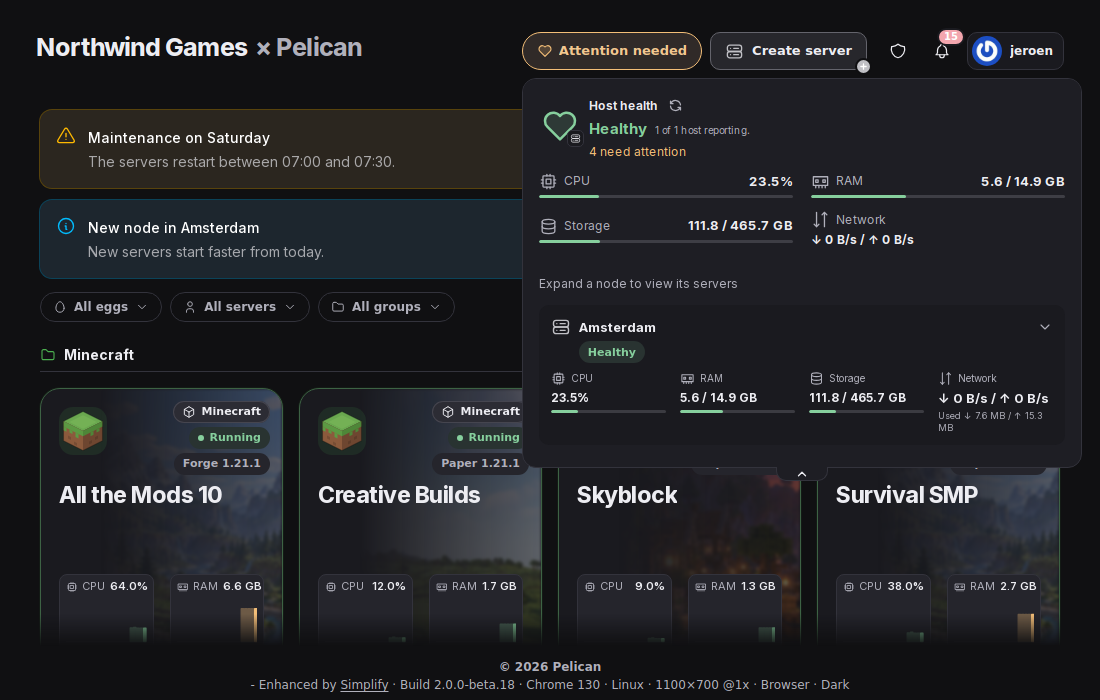 Northwind Games × Pelican
Attention needed
Create server
15
jeroen
Maintenance on Saturday
The servers restart between 07:00 and 07:30.
New node in Amsterdam
New servers start faster from today.
All eggs
All servers
All groups
Minecraft
Host health
Healthy 1 of 1 host reporting.
4 need attention
CPU 23.5%
RAM 5.6 / 14.9 GB
Storage 111.8 / 465.7 GB
Network
↓ 0 B/s / ↑ 0 B/s
Expand a node to view its servers
Amsterdam
Healthy
CPU
23.5%
RAM
5.6 / 14.9 GB
Storage
111.8 / 465.7 GB
Network
↓ 0 B/s / ↑ 0 B/s
Used ↓ 7.6 MB / ↑ 15.3
MB
Minecraft
Running
Forge 1.21.1
All the Mods 10
CPU 64.0%
RAM 6.6 GB
Minecraft
Running
Paper 1.21.1
Creative Builds
CPU 12.0%
RAM 1.7 GB
Skyblock
CPU 9.0%
RAM 1.3 GB
Survival SMP
CPU 38.0%
RAM 2.7 GB
© 2026 Pelican
- Enhanced by Simplify · Build 2.0.0-beta.18 · Chrome 130 · Linux · 1100×700 @1x · Browser · Dark